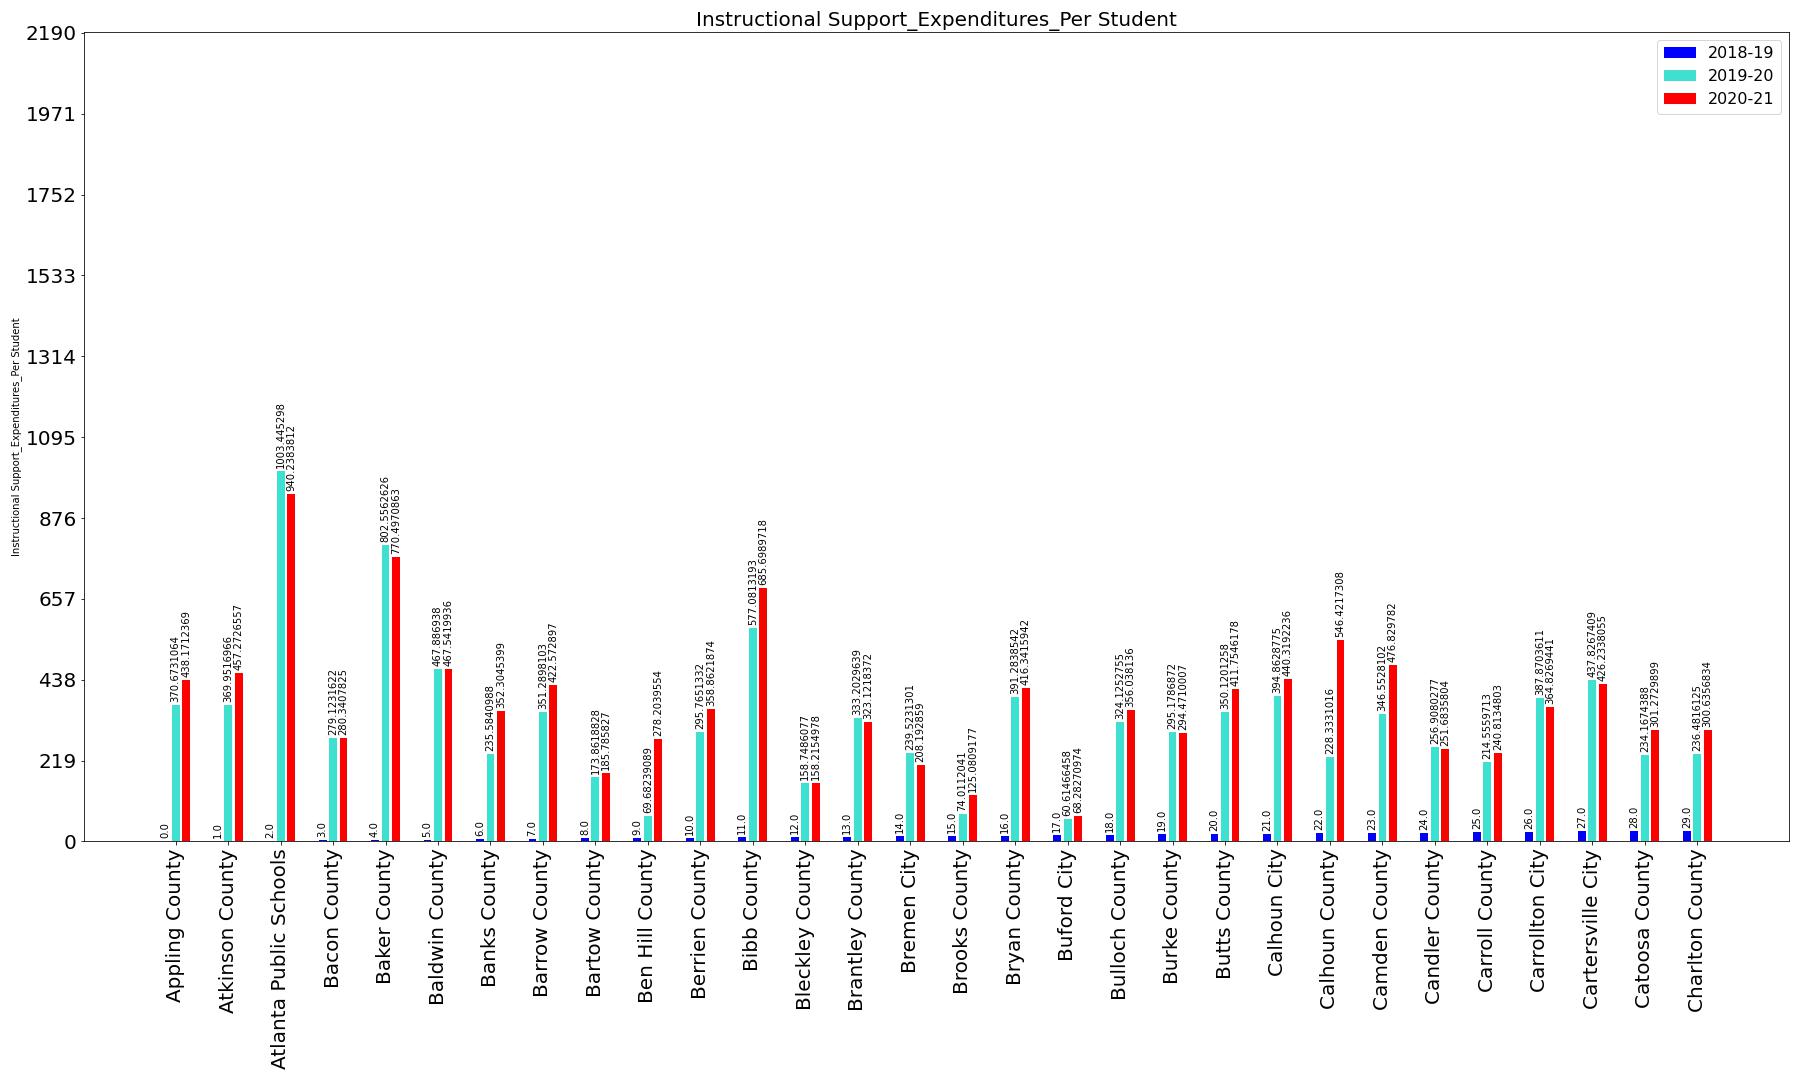 Instructional Support_Expenditures_Per Student
2018-19
2019-20
2020-21
Instructional Support_Expenditures_Per Student
2190
1971
1752
1533
1314
1095
876
657
438
219
0
0.0 370.6731064 438.1712369
1.0 369.9516966 457.2726557
2.0 1003.445298 940.2383812
3.0 279.1231622 280.3407825
4.0 802.5562626 770.4970863
5.0 467.886938 467.5419936
6.0 235.5840988 352.3045399
7.0 351.2898103 422.572897
8.0 173.8618828 185.785827
9.0 69.68239089 278.2039554
10.0 295.7651332 358.8621874
11.0 577.0813193 685.6989718
12.0 158.7486077 158.2154978
13.0 333.2029639 323.1218372
14.0 239.5231301 208.192859
15.0 74.0112041 125.0809177
16.0 391.2838542 416.3415942
17.0 60.61466458 68.28270974
18.0 324.1252755 356.038136
19.0 295.1786872 294.4710007
20.0 350.1201258 411.7546178
21.0 394.8628775 440.3192236
22.0 228.3331016 546.4217308
23.0 346.5528102 476.829782
24.0 256.9080277 251.6835804
25.0 214.5559713 240.8134803
26.0 387.8703611 364.8269441
27.0 437.8267409 426.2338055
28.0 234.1674388 301.2729899
29.0 236.4816125 300.6356834
Appling County
Atkinson County
Atlanta Public Schools
Bacon County
Baker County
Baldwin County
Banks County
Barrow County
Bartow County
Ben Hill County
Berrien County
Bibb County
Bleckley County
Brantley County
Bremen City
Brooks County
Bryan County
Buford City
Bulloch County
Burke County
Butts County
Calhoun City
Calhoun County
Camden County
Candler County
Carroll County
Carrollton City
Cartersville City
Catoosa County
Charlton County